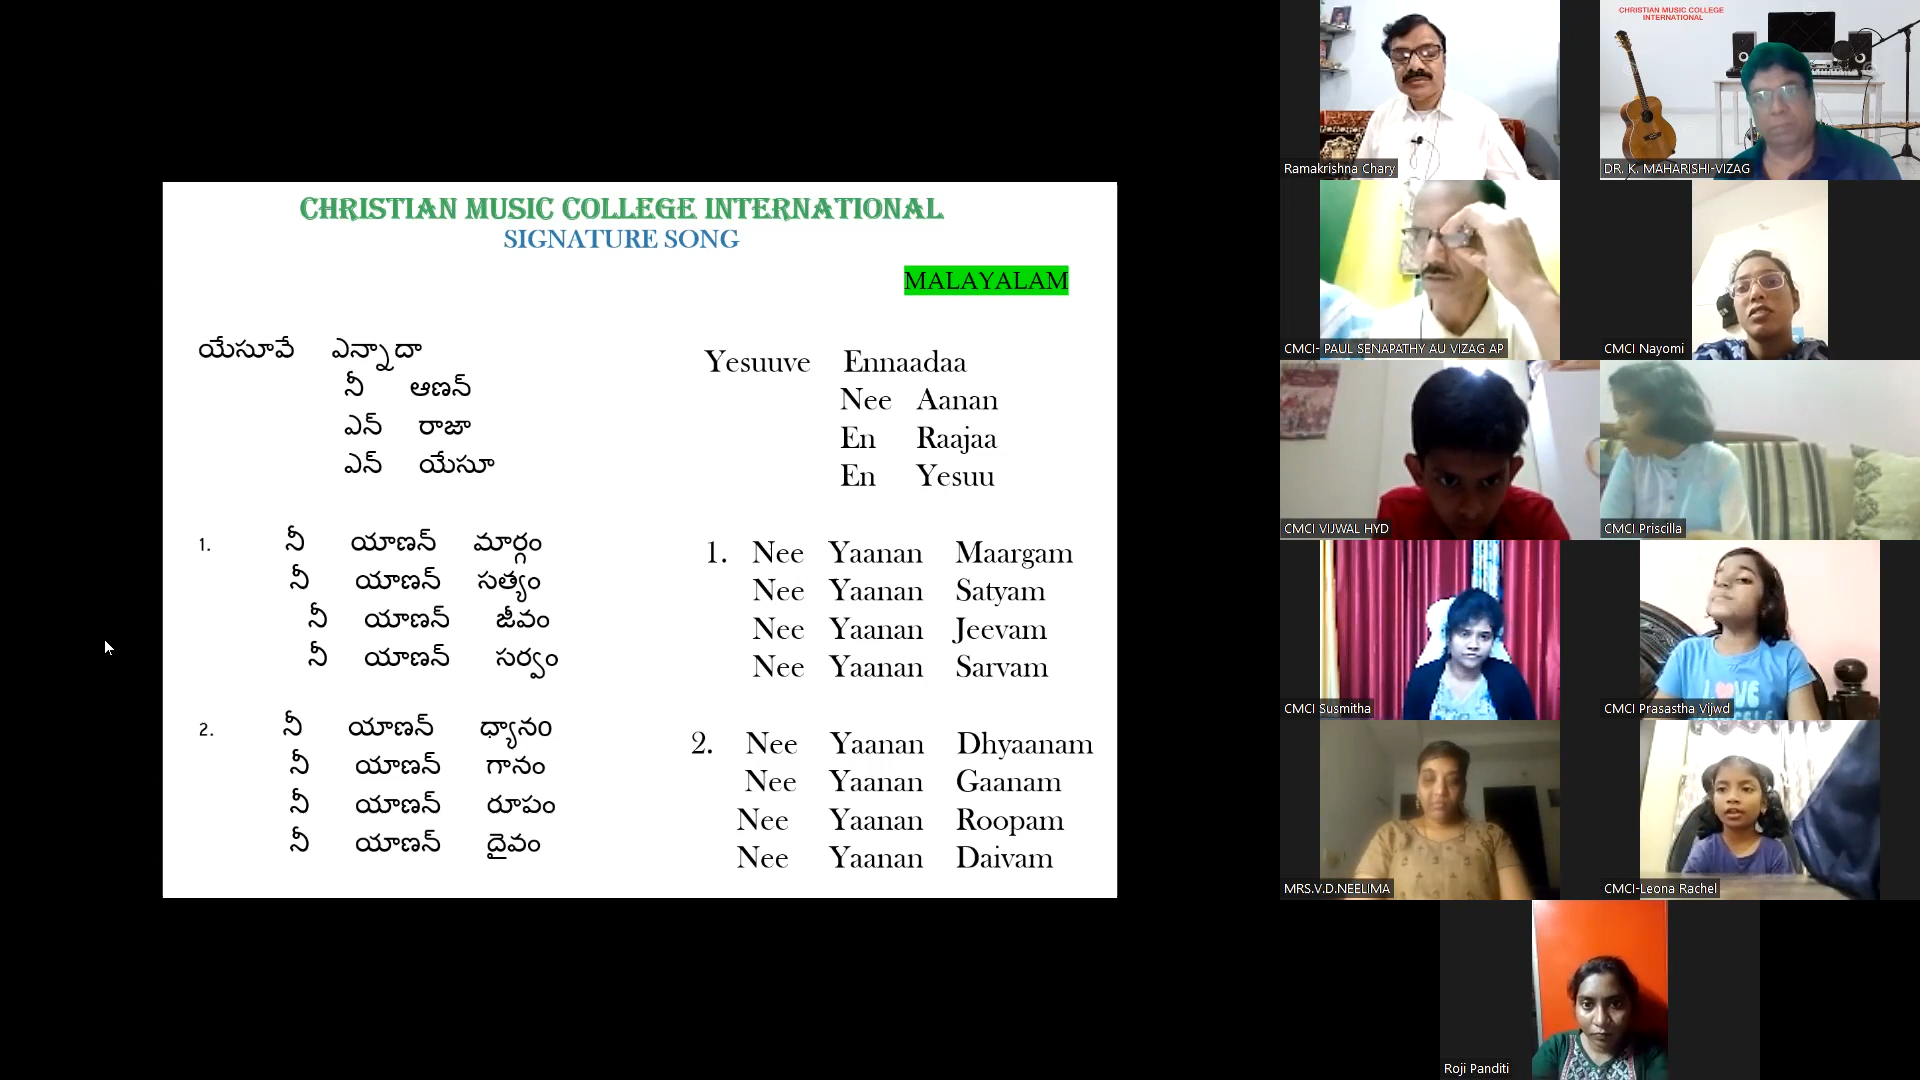 CHRISTIAN MUSIC COLLEGE INTERNATIONAL
SIGNATURE SONG
MALAYALAM
యేసూవే ఎన్నాదా
నీ ఆణన్
ఎన్ రాజా
ఎన్ యేసూ
1. నీ యాణన్ మార్గం
నీ యాణన్ సత్యం
నీ యాణన్ జీవం
నీ యాణన్ సర్వం
2. నీ యాణన్ ధ్యానం
నీ యాణన్ గానం
నీ యాణన్ రూపం
నీ యాణన్ దైవం
Yesuuve Ennaadaa
Nee Aanan
En Raajaa
En Yesuu
1. Nee Yaanan Maargam
Nee Yaanan Satyam
Nee Yaanan Jeevam
Nee Yaanan Sarvam
2. Nee Yaanan Dhyaanam
Nee Yaanan Gaanam
Nee Yaanan Roopam
Nee Yaanan Daivam
Ramakrishna Chary
CHRISTIAN MUSIC COLLEGE
INTERNATIONAL
DR. K. MAHARISHI-VIZAG
CMCI- PAUL SENAPATHY AU VIZAG AP
CMCI Nayomi
CMCI VIJWAL HYD
CMCI Priscilla
CMCI Susmitha
CMCI Prasastha Vijwd
MRS.V.D.NEELIMA
CMCI-Leona Rachel
Roji Panditi